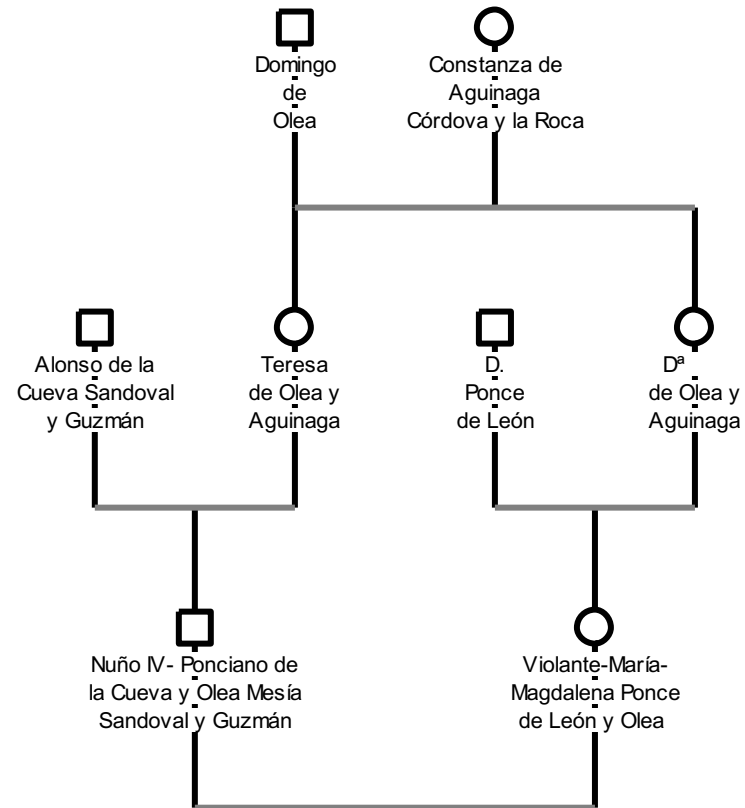 Domingo
de
Olea
Constanza de
Aguinaga
Córdova y la Roca
Alonso de la
Cueva Sandoval
y Guzmán
Teresa
de Olea y
Aguinaga
D.
Ponce
de León
Dª
de Olea y
Aguinaga
Nuño IV- Ponciano de
la Cueva y Olea Mesía
Sandoval y Guzmán
Violante-María-
Magdalena Ponce
de León y Olea